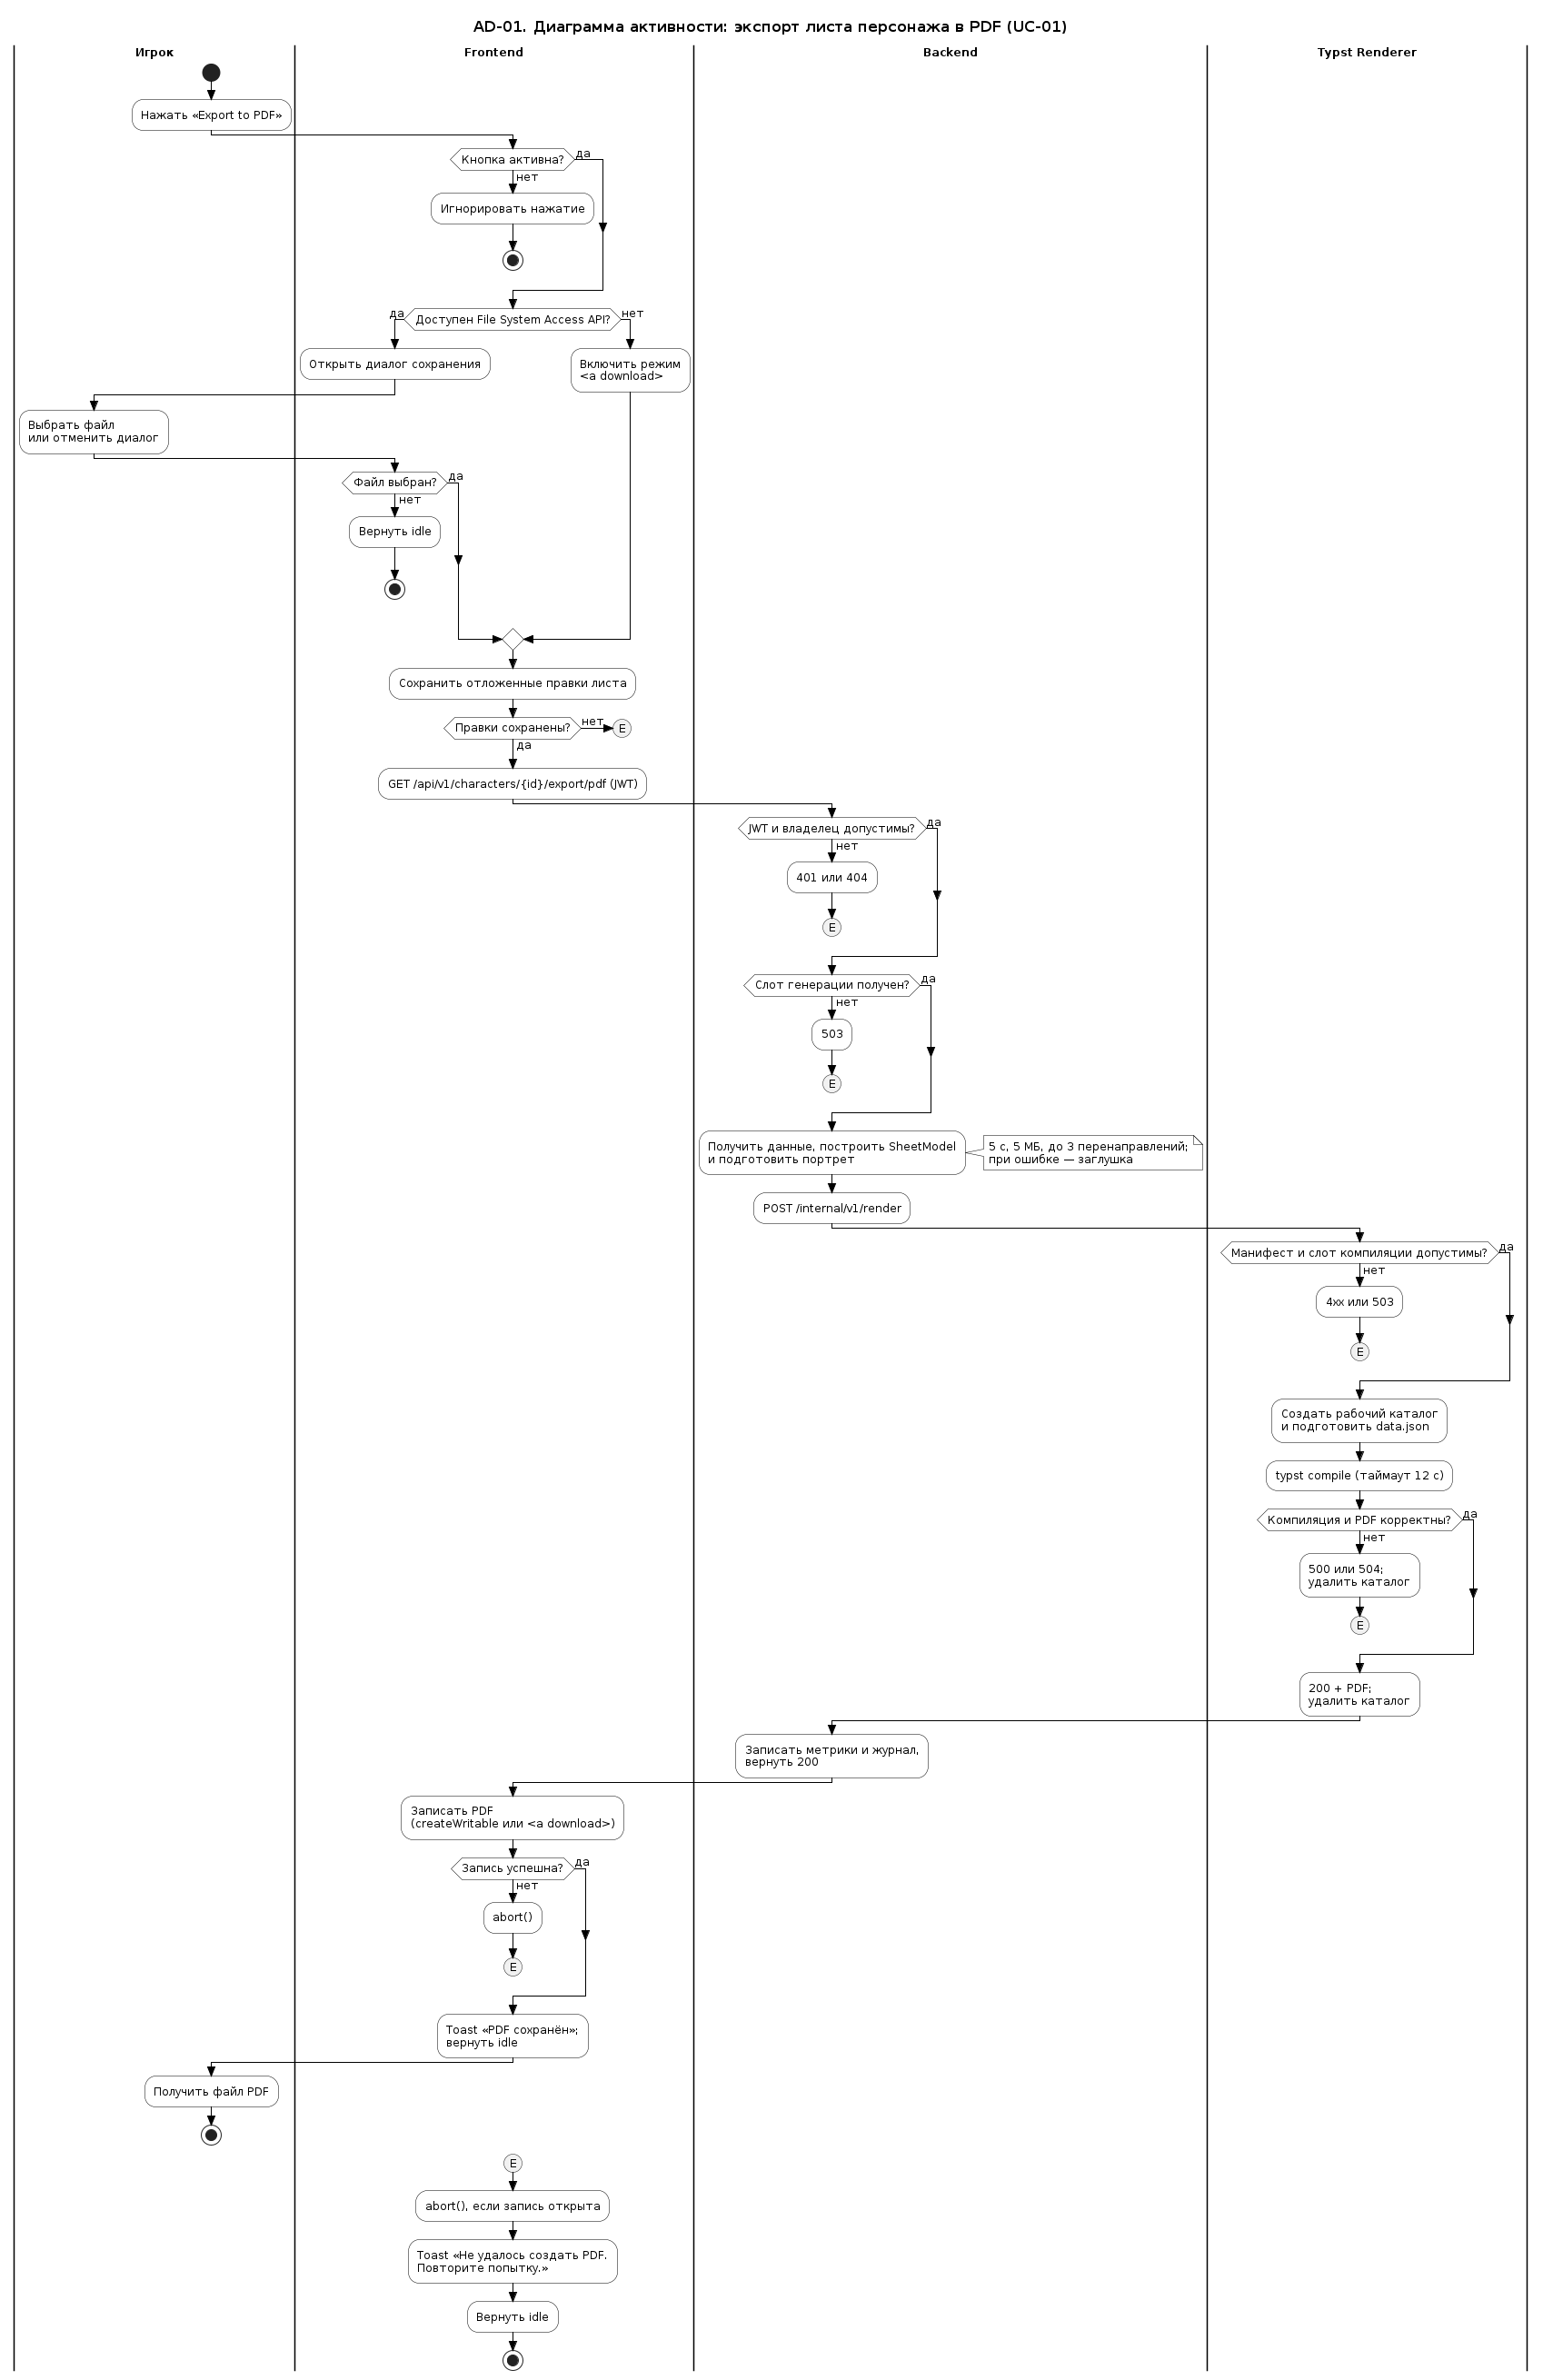 AD-01. Диаграмма активности: экспорт листа персонажа в PDF (UC-01)
Игрок
Frontend
Backend
Typst Renderer
Нажать «Export to PDF»
Кнопка активна?
да
нет
Игнорировать нажатие
да
Доступен File System Access API?
нет
Открыть диалог сохранения
Включить режим
<a download>
Выбрать файл
или отменить диалог
Файл выбран?
да
нет
Вернуть idle
Сохранить отложенные правки листа
Правки сохранены?
нет
E
да
GET /api/v1/characters/{id}/export/pdf (JWT)
JWT и владелец допустимы?
да
нет
401 или 404
E
Слот генерации получен?
да
нет
503
E
Получить данные, построить SheetModel
и подготовить портрет
5 с, 5 МБ, до 3 перенаправлений;
при ошибке — заглушка
POST /internal/v1/render
Манифест и слот компиляции допустимы?
да
нет
4xx или 503
E
Создать рабочий каталог
и подготовить data.json
typst compile (таймаут 12 с)
Компиляция и PDF корректны?
да
нет
500 или 504;
удалить каталог
E
200 + PDF;
удалить каталог
Записать метрики и журнал,
вернуть 200
Записать PDF
(createWritable или <a download>)
Запись успешна?
да
нет
abort()
E
Toast «PDF сохранён»;
вернуть idle
Получить файл PDF
E
abort(), если запись открыта
Toast «Не удалось создать PDF.
Повторите попытку.»
Вернуть idle